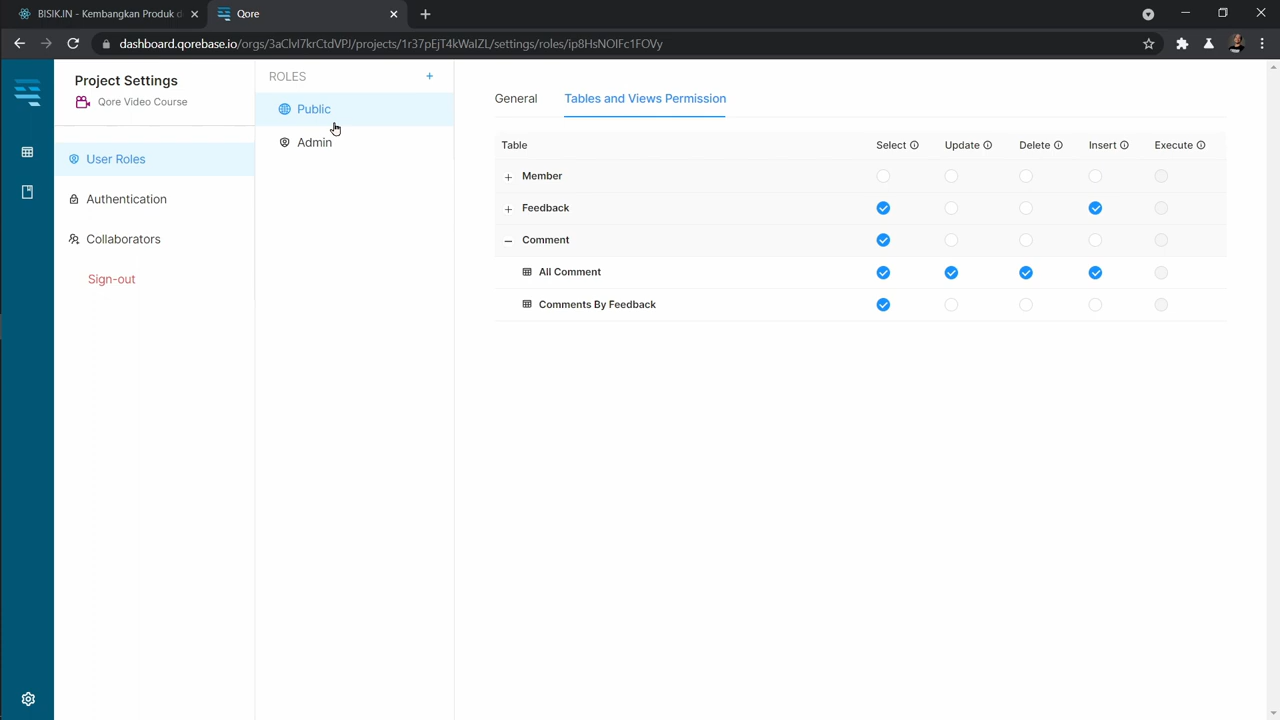 BISIK.IN - Kembangkan Produk d
Qore
dashboard.qorebase.io/orgs/3aClvI7krCtdVPJ/projects/1r37pEjT4kWaIZL/settings/roles/ip8HsNOIFc1FOVy
Project Settings
Qore Video Course
User Roles
Authentication
Collaborators
Sign-out
ROLES
Public
Admin
General
Tables and Views Permission
Table Select Update Delete Insert Execute
Member
Feedback
Comment
All Comment
Comments By Feedback